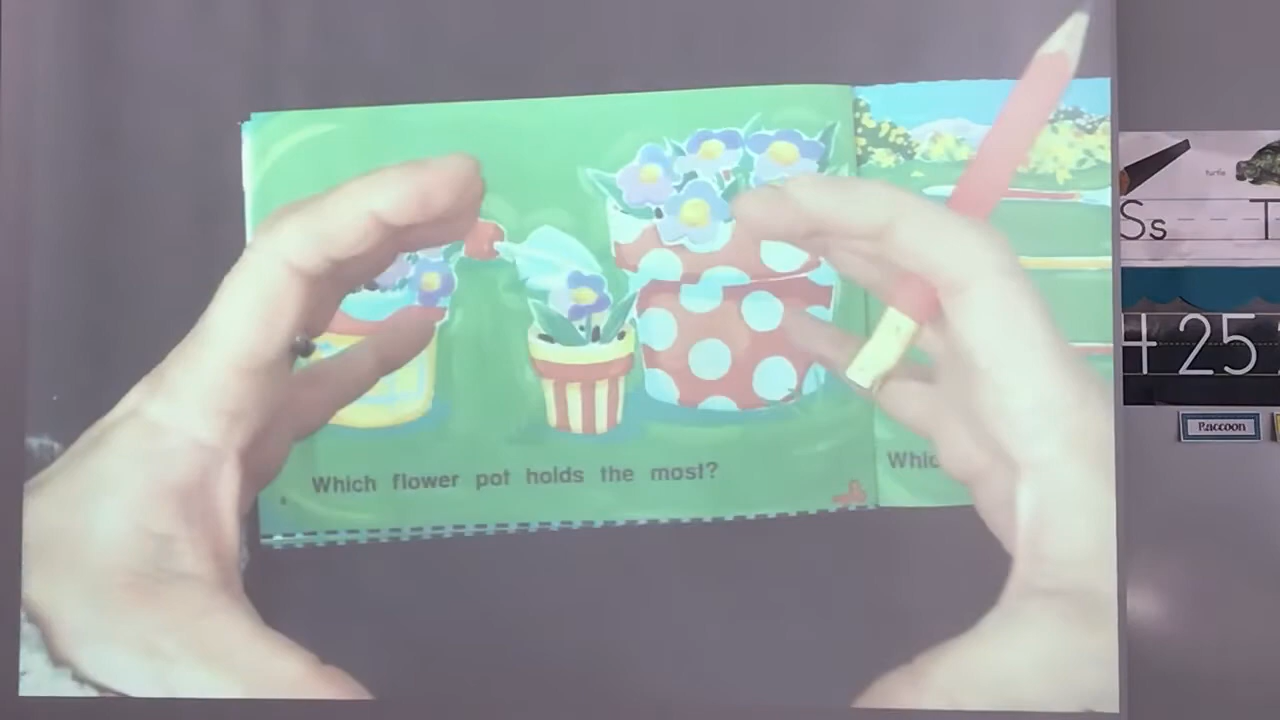 Which flower pot holds the most?
Whic
turtle
Ss T
25
Raccoon